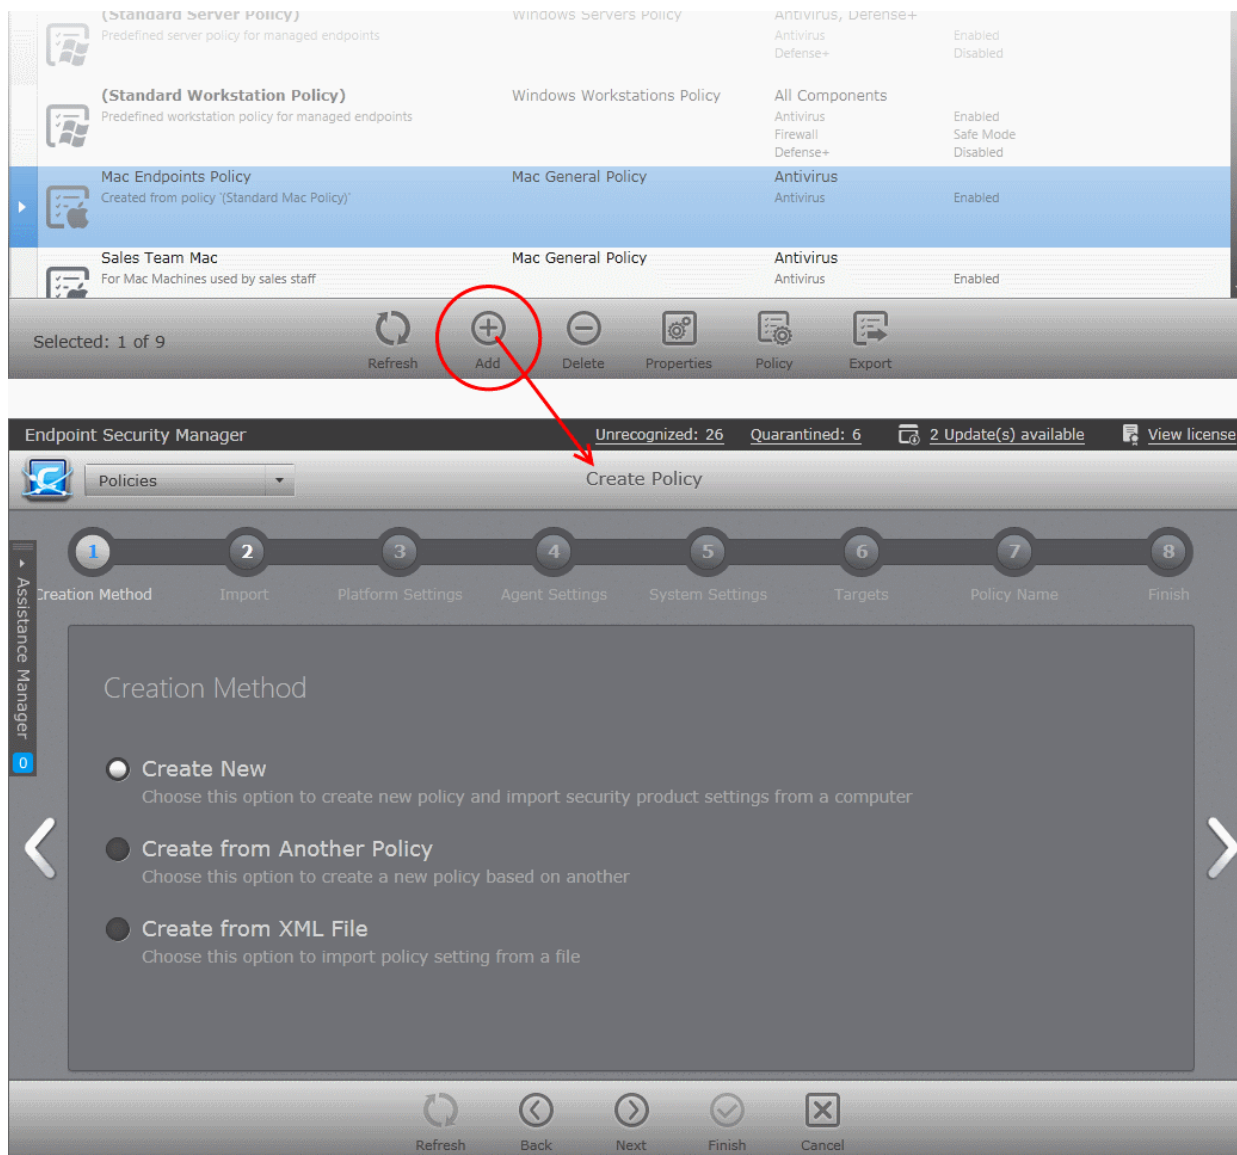 (Standard Server Policy) Windows Servers Policy Antivirus, Defense+
Predefined server policy for managed endpoints Antivirus Enabled
Defense+ Disabled
(Standard Workstation Policy) Windows Workstations Policy All Components
Predefined workstation policy for managed endpoints Antivirus Enabled
Firewall Safe Mode
Defense+ Disabled
Mac Endpoints Policy Mac General Policy Antivirus
Created from policy '(Standard Mac Policy)' Antivirus Enabled
Sales Team Mac Mac General Policy Antivirus
For Mac Machines used by sales staff Antivirus Enabled
Selected: 1 of 9
Refresh Add Delete Properties Policy Export
Endpoint Security Manager Unrecognized: 26 Quarantined: 6 2 Update(s) available View license
Policies Create Policy
1 2 3 4 5 6 7 8
Creation Method Import Platform Settings Agent Settings System Settings Targets Policy Name Finish
Assistance Manager
0
Creation Method
Create New
Choose this option to create new policy and import security product settings from a computer
Create from Another Policy
Choose this option to create a new policy based on another
Create from XML File
Choose this option to import policy setting from a file
Refresh Back Next Finish Cancel